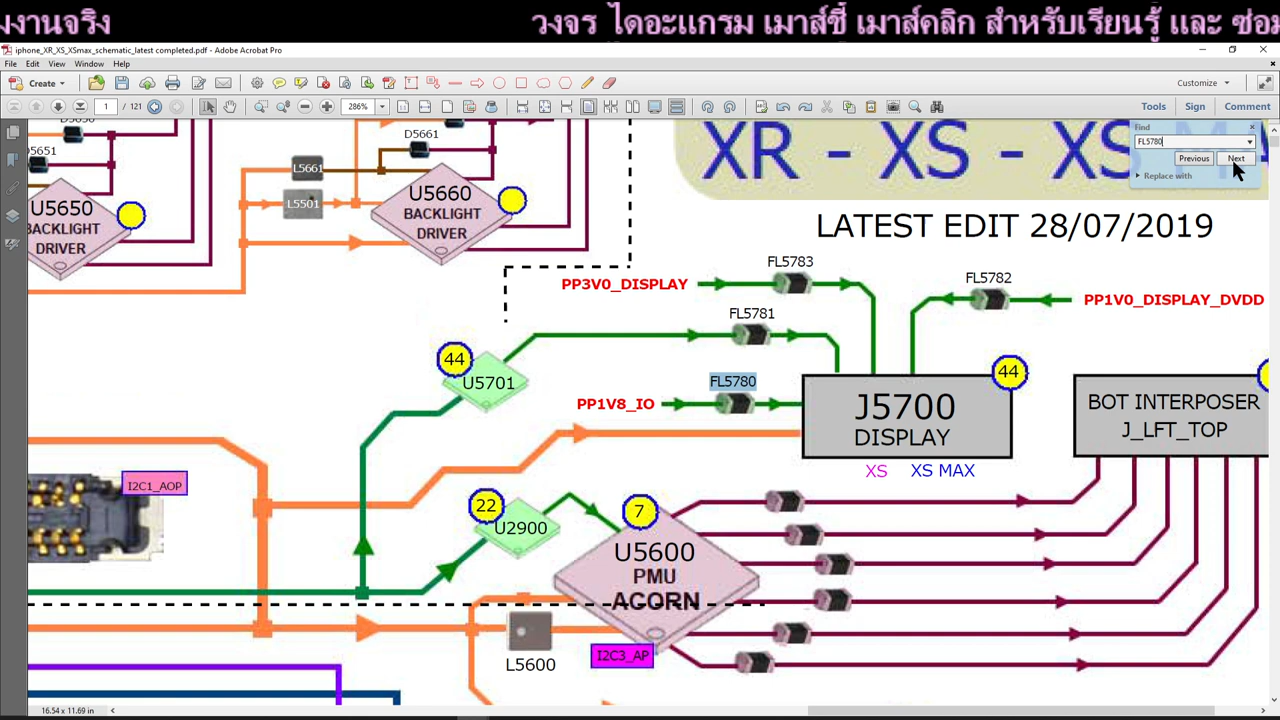 มงานจริง
วงจร ไดอะแกรม เมาส์ชี้ เมาส์คลิก สำหรับเรียนรู้ และ ซ่อม
iphone_XR_XS_XSmax_schematic_latest completed.pdf - Adobe Acrobat Pro
File Edit View Window Help
Create
Customize
1 / 121
286%
Tools Sign Comment
Find
FL5780
Previous Next
Replace with
XR - XS - XS
LATEST EDIT 28/07/2019
D5651
D5661
L5661
L5501
U5650
BACKLIGHT
DRIVER
U5660
BACKLIGHT
DRIVER
FL5783
PP3V0_DISPLAY
FL5782
PP1V0_DISPLAY_DVDD
FL5781
44
U5701
FL5780
PP1V8_IO
44
J5700
DISPLAY
XS XS MAX
BOT INTERPOSER
J_LFT_TOP
I2C1_AOP
22
U2900
7
U5600
PMU
ACORN
L5600
I2C3_AP
16.54 x 11.69 in